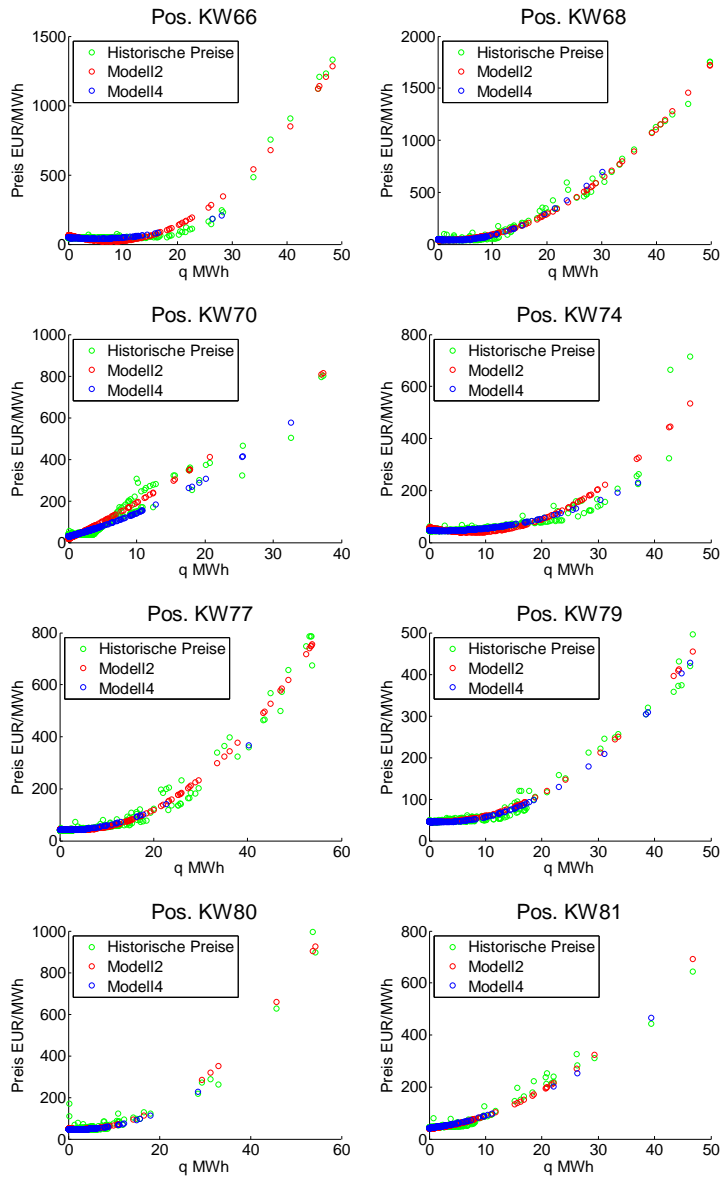 Pos. KW66
Preis EUR/MWh
1500
1000
500
0
0 10 20 30 40 50
q MWh
Historische Preise
Modell2
Modell4
Pos. KW68
Preis EUR/MWh
2000
1500
1000
500
0
0 10 20 30 40 50
q MWh
Historische Preise
Modell2
Modell4
Pos. KW70
Preis EUR/MWh
1000
800
600
400
200
0
0 10 20 30 40
q MWh
Historische Preise
Modell2
Modell4
Pos. KW74
Preis EUR/MWh
800
600
400
200
0
0 10 20 30 40 50
q MWh
Historische Preise
Modell2
Modell4
Pos. KW77
Preis EUR/MWh
800
600
400
200
0
0 20 40 60
q MWh
Historische Preise
Modell2
Modell4
Pos. KW79
Preis EUR/MWh
500
400
300
200
100
0
0 10 20 30 40 50
q MWh
Historische Preise
Modell2
Modell4
Pos. KW80
Preis EUR/MWh
1000
800
600
400
200
0
0 20 40 60
q MWh
Historische Preise
Modell2
Modell4
Pos. KW81
Preis EUR/MWh
800
600
400
200
0
0 10 20 30 40 50
q MWh
Historische Preise
Modell2
Modell4